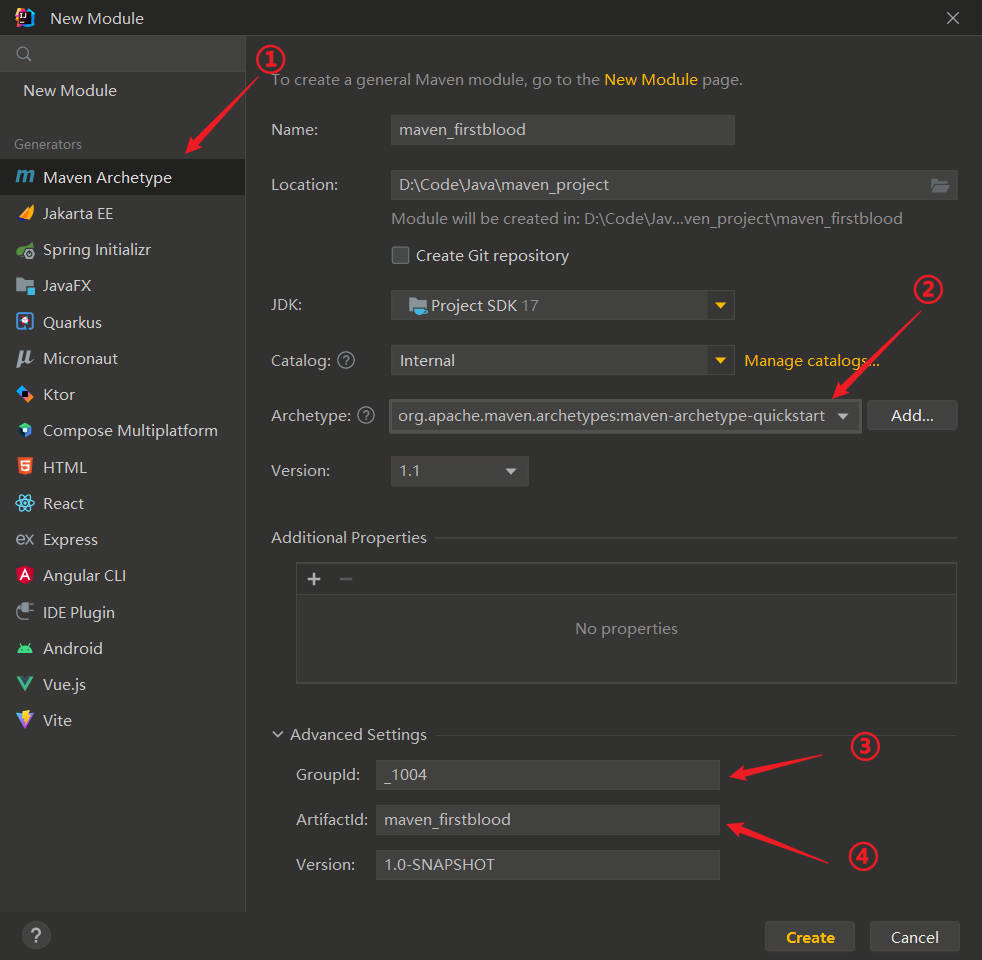 New Module
①
New Module
To create a general Maven module, go to the New Module page.
Generators
Maven Archetype
Jakarta EE
Spring Initializr
JavaFX
Quarkus
Micronaut
Ktor
Compose Multiplatform
HTML
React
Express
Angular CLI
IDE Plugin
Android
Vue.js
Vite
Name: maven_firstblood
Location: D:\Code\Java\maven_project
Module will be created in: D:\Code\Jav...ven_project\maven_firstblood
Create Git repository
JDK: Project SDK 17
②
Catalog: ? Internal Manage catalogs...
Archetype: ? org.apache.maven.archetypes:maven-archetype-quickstart Add...
Version: 1.1
Additional Properties
No properties
Advanced Settings
③
GroupId: _1004
ArtifactId: maven_firstblood
④
Version: 1.0-SNAPSHOT
? Create Cancel